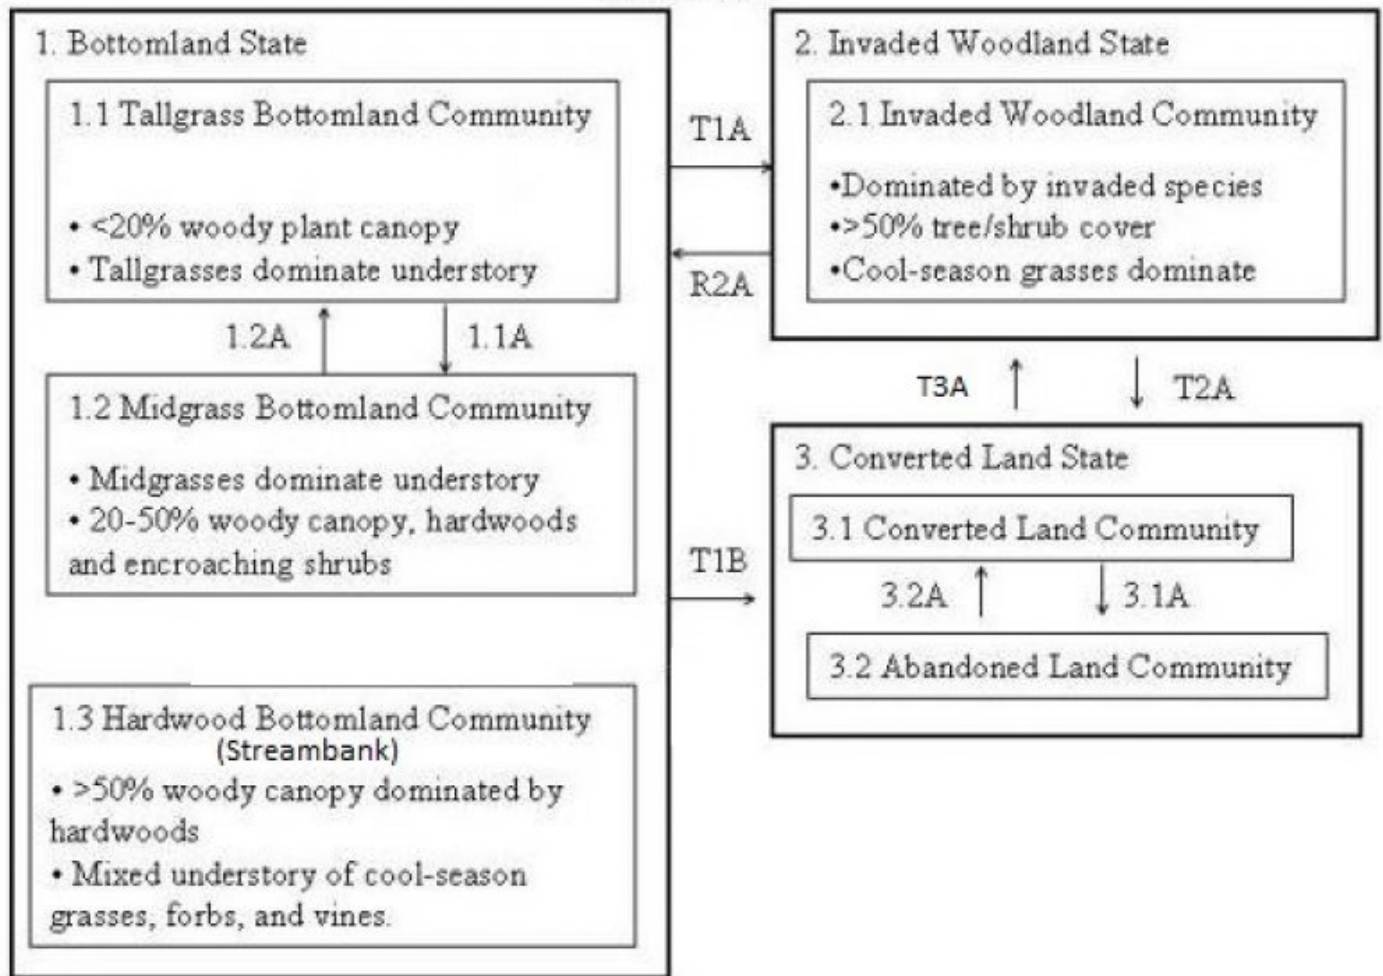 1. Bottomland State
1.1 Tallgrass Bottomland Community
• <20% woody plant canopy
• Tallgrasses dominate understory
1.2A
1.1A
1.2 Midgrass Bottomland Community
• Midgrasses dominate understory
• 20-50% woody canopy, hardwoods
and encroaching shrubs
1.3 Hardwood Bottomland Community
(Streambank)
• >50% woody canopy dominated by
hardwoods
• Mixed understory of cool-season
grasses, forbs, and vines.
T1A
R2A
T1B
2. Invaded Woodland State
2.1 Invaded Woodland Community
•Dominated by invaded species
•>50% tree/shrub cover
•Cool-season grasses dominate
T3A
T2A
3. Converted Land State
3.1 Converted Land Community
3.2A
3.1A
3.2 Abandoned Land Community